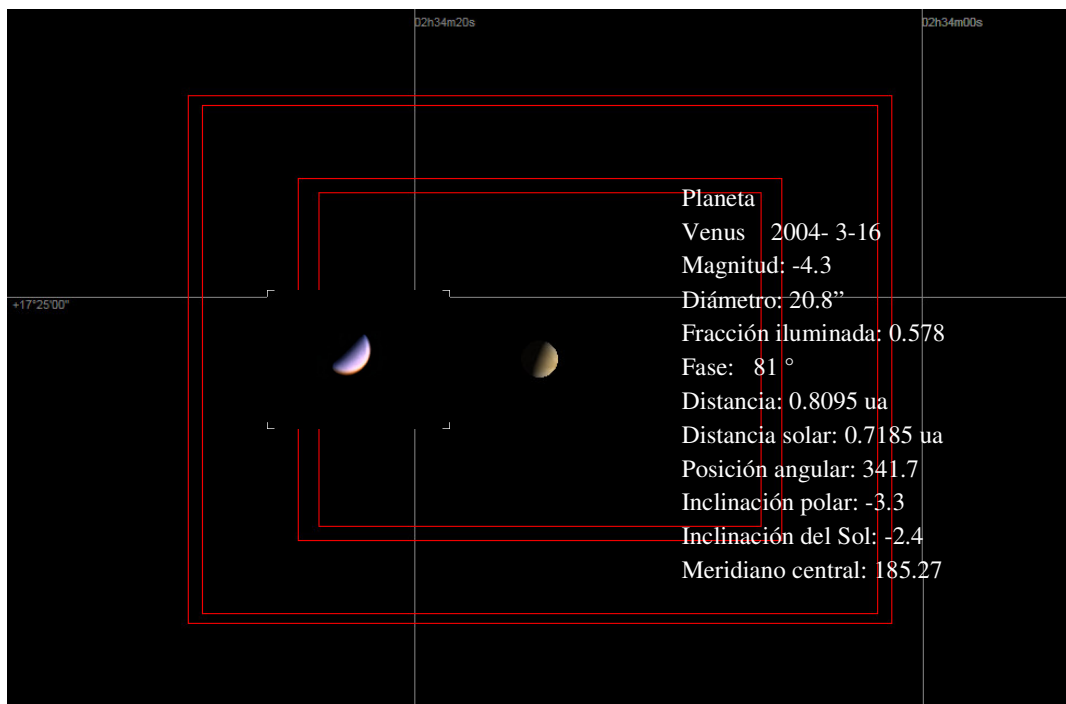 02h34m20s
02h34m00s
+17°25'00"
Planeta
Venus 2004- 3-16
Magnitud: -4.3
Diámetro: 20.8”
Fracción iluminada: 0.578
Fase: 81 °
Distancia: 0.8095 ua
Distancia solar: 0.7185 ua
Posición angular: 341.7
Inclinación polar: -3.3
Inclinación del Sol: -2.4
Meridiano central: 185.27